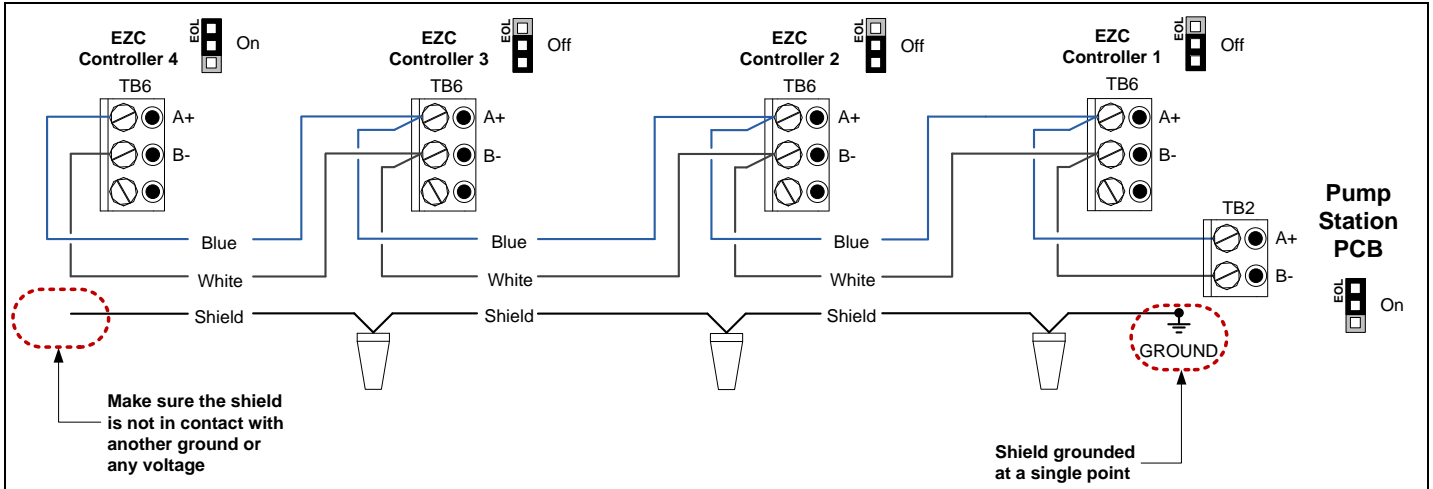 EZC
Controller 4
EOL
On
TB6
A+
B-
EZC
Controller 3
EOL
Off
TB6
A+
B-
EZC
Controller 2
EOL
Off
TB6
A+
B-
EZC
Controller 1
EOL
Off
TB6
A+
B-
Pump
Station
PCB
TB2
A+
B-
EOL
On
Blue
Blue
Blue
White
White
White
Shield
Shield
Shield
GROUND
Make sure the shield
is not in contact with
another ground or
any voltage
Shield grounded
at a single point